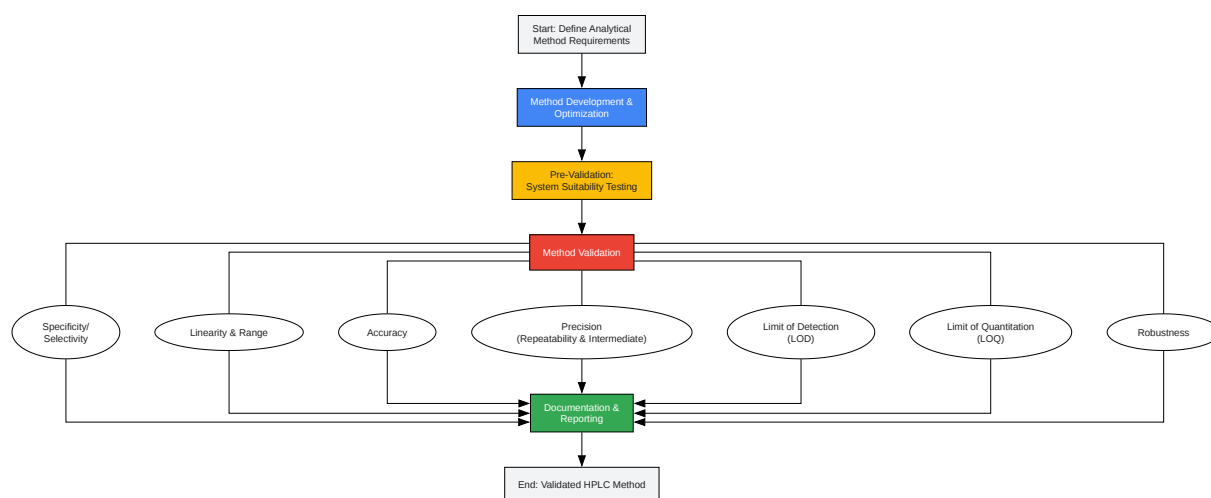 Start: Define Analytical
Method Requirements
Method Development &
Optimization
Pre-Validation:
System Suitability Testing
Method Validation
Specificity/
Selectivity
Linearity & Range
Accuracy
Precision
(Repeatability & Intermediate)
Limit of Detection
(LOD)
Limit of Quantitation
(LOQ)
Robustness
Documentation &
Reporting
End: Validated HPLC Method